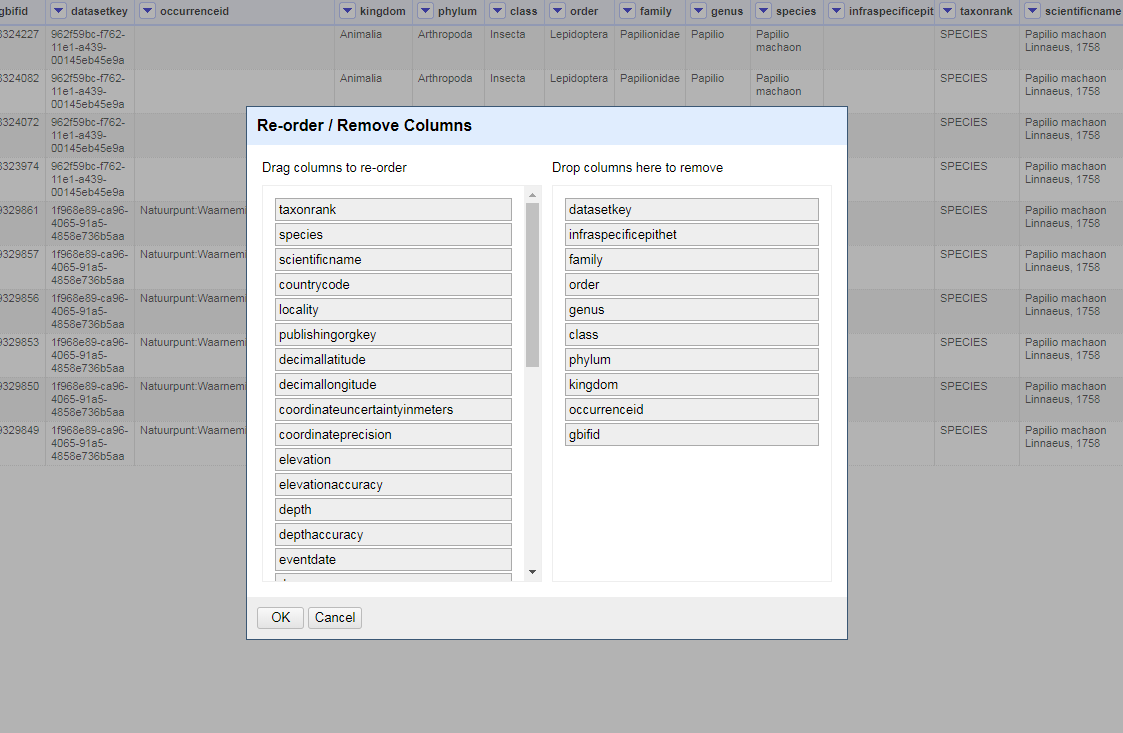 gbifid datasetkey occurrenceid kingdom phylum class order family genus species infraspecificepit taxonrank scientificname
3324227 962f59bc-f762- Animalia Arthropoda Insecta Lepidoptera Papilionidae Papilio Papilio SPECIES Papilio machaon
11e1-a439- machaon Linnaeus, 1758
00145eb45e9a
3324082 962f59bc-f762- Animalia Arthropoda Insecta Lepidoptera Papilionidae Papilio Papilio SPECIES Papilio machaon
11e1-a439- machaon Linnaeus, 1758
00145eb45e9a
3324072 962f59bc-f762- SPECIES Papilio machaon
11e1-a439- Linnaeus, 1758
00145eb45e9a
3323974 962f59bc-f762- SPECIES Papilio machaon
11e1-a439- Linnaeus, 1758
00145eb45e9a
9329861 1f968e89-ca96- Natuurpunt:Waarnemi SPECIES Papilio machaon
4065-91a5- Linnaeus, 1758
4858e736b5aa
9329857 1f968e89-ca96- Natuurpunt:Waarnemi SPECIES Papilio machaon
4065-91a5- Linnaeus, 1758
4858e736b5aa
9329856 1f968e89-ca96- Natuurpunt:Waarnemi SPECIES Papilio machaon
4065-91a5- Linnaeus, 1758
4858e736b5aa
9329853 1f968e89-ca96- Natuurpunt:Waarnemi SPECIES Papilio machaon
4065-91a5- Linnaeus, 1758
4858e736b5aa
9329850 1f968e89-ca96- Natuurpunt:Waarnemi SPECIES Papilio machaon
4065-91a5- Linnaeus, 1758
4858e736b5aa
9329849 1f968e89-ca96- Natuurpunt:Waarnemi SPECIES Papilio machaon
4065-91a5- Linnaeus, 1758
4858e736b5aa
Re-order / Remove Columns
Drag columns to re-order
taxonrank
species
scientificname
countrycode
locality
publishingorgkey
decimallatitude
decimallongitude
coordinateuncertaintyinmeters
coordinateprecision
elevation
elevationaccuracy
depth
depthaccuracy
eventdate
Drop columns here to remove
datasetkey
infraspecificepithet
family
order
genus
class
phylum
kingdom
occurrenceid
gbifid
OK Cancel